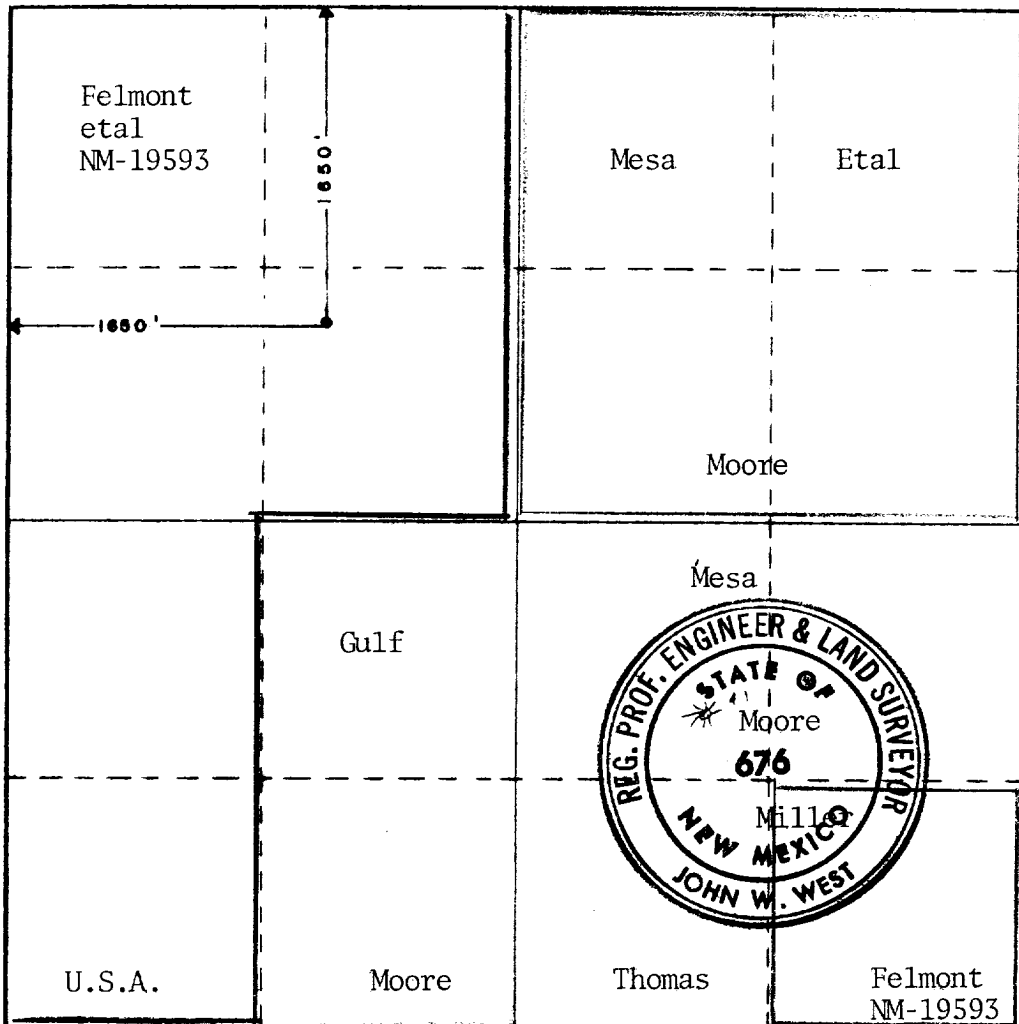 Felmont
etal
NM-19593
1650'
1650'
Mesa Etal
Moore
Mesa
Gulf
REG. PROF. ENGINEER & LAND SURVEYOR
STATE OF
Moore
676
Miller
NEW MEXICO
JOHN W. WEST
U.S.A.
Moore
Thomas
Felmont
NM-19593